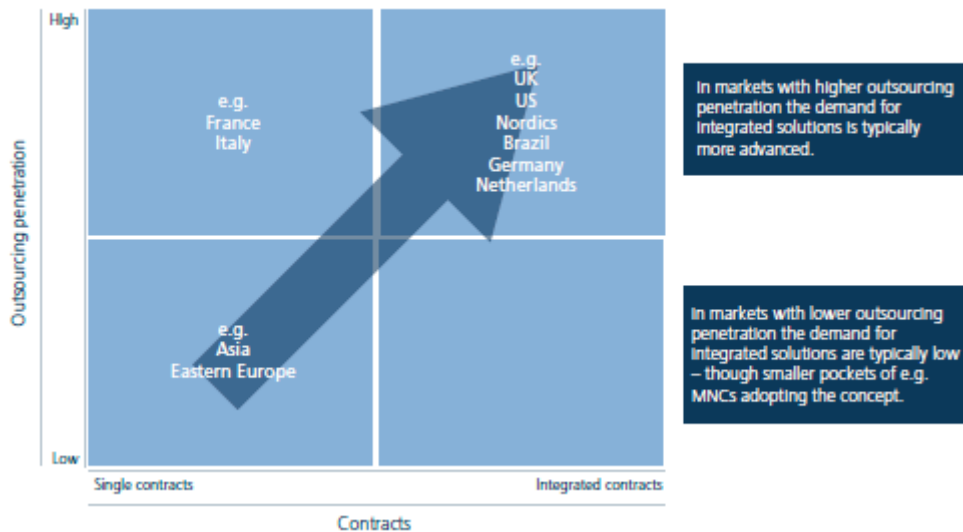 High
Outsourcing penetration
Low
e.g.
France
Italy
e.g.
UK
US
Nordics
Brazil
Germany
Netherlands
e.g.
Asia
Eastern Europe
Single contracts
Integrated contracts
Contracts
In markets with higher outsourcing
penetration the demand for
integrated solutions is typically
more advanced.
In markets with lower outsourcing
penetration the demand for
integrated solutions are typically low
– though smaller pockets of e.g.
MNCs adopting the concept.